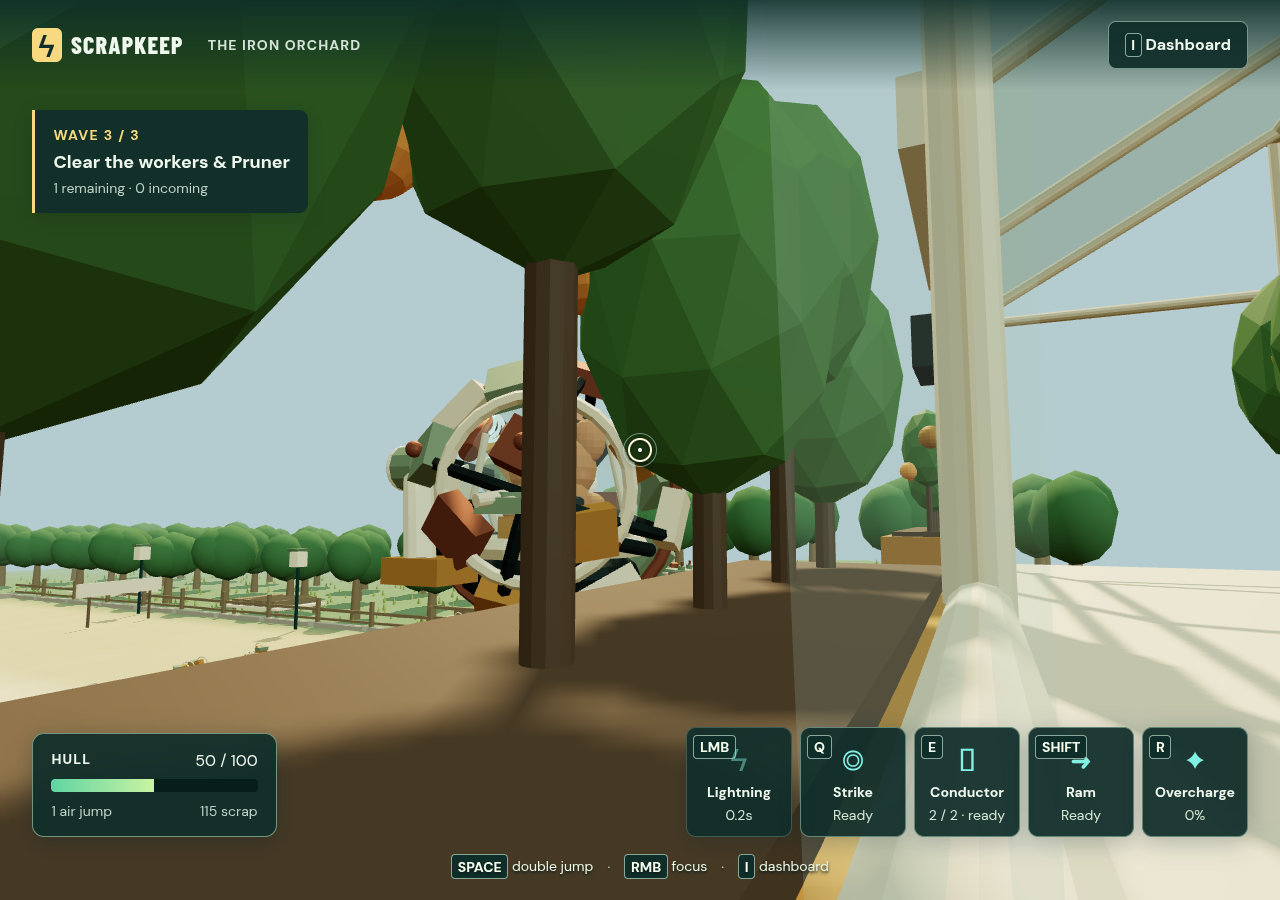 SCRAPKEEP
THE IRON ORCHARD
I Dashboard
WAVE 3 / 3
Clear the workers & Pruner
1 remaining · 0 incoming
HULL
50 / 100
1 air jump
115 scrap
LMB
Lightning
0.2s
Q
Strike
Ready
E
Conductor
2 / 2 · ready
SHIFT
Ram
Ready
R
Overcharge
0%
SPACE double jump · RMB focus · I dashboard